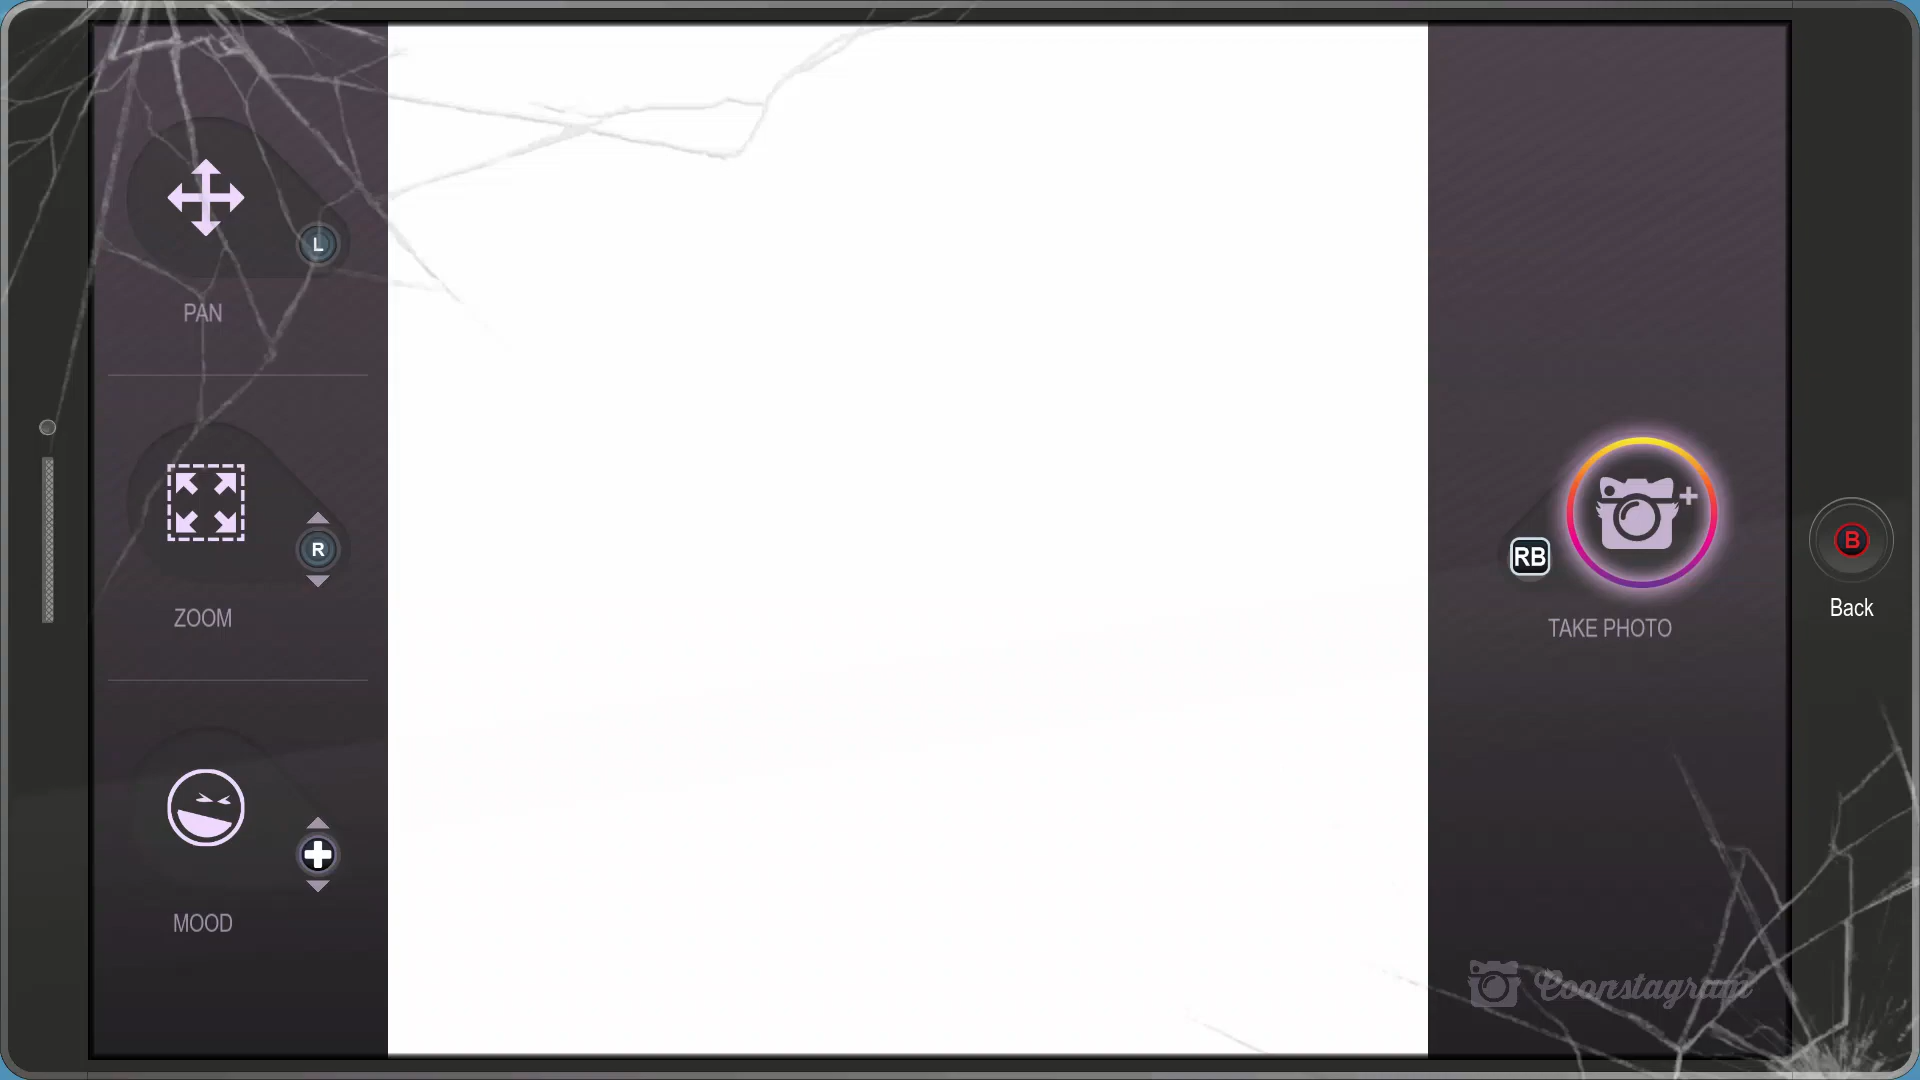 PAN
L
ZOOM
R
MOOD
RB
TAKE PHOTO
B
Back
Coonstagram